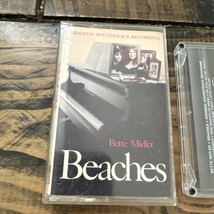 ORIGINAL SOUNDTRACK RECORDING
Bette Midler
Beaches